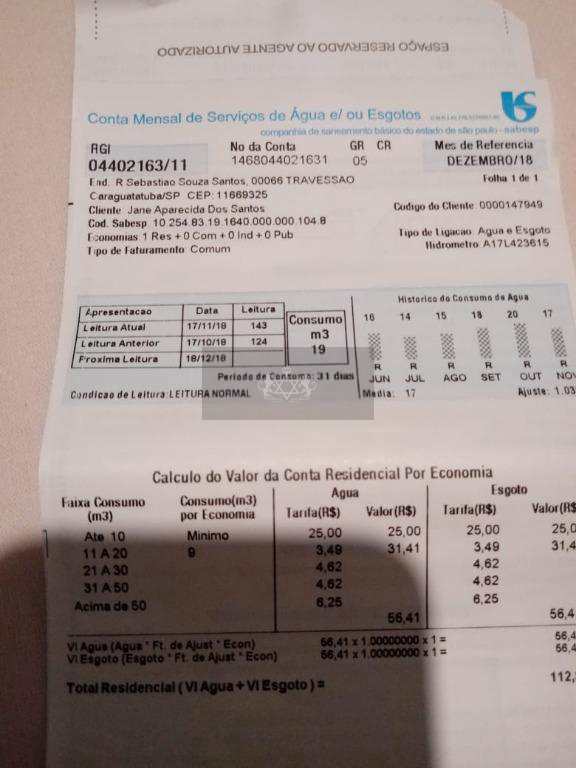 ESPAÇO RESERVADO AO AGENTE AUTORIZADO
Conta Mensal de Serviços de Água e/ ou Esgotos
companhia de saneamento básico do estado de são paulo - sabesp
RGI No da Conta GR CR Mes de Referencia
04402163/11 1468044021631 05 DEZEMBRO/18
End. R Sebastiao Souza Santos, 00066 TRAVESSAO Folha 1 de 1
Caraguatatuba/SP CEP: 11669325
Cliente Jane Aparecida Dos Santos Codigo do Cliente 0000147949
Cod. Sabesp 10.254.83.19.1640.000.000.104.8
Economias 1 Res + 0 Com + 0 Ind + 0 Pub Tipo de Ligacao: Agua e Esgoto
Tipo de Faturamento Comum Hidrometro A17L423615
Historico do Consumo de Agua
Apresentacao Data Leitura
Leitura Atual 17/11/18 143
Leitura Anterior 17/10/18 124
Proxima Leitura 18/12/18
Consumo
m3
19
16 14 15 18 20 17
R R R R R R
JUN JUL AGO SET OUT NOV
Periodo de Consumo: 31 dias
Condicao de Leitura: LEITURA NORMAL Media: 17 Ajuste: 1.03
Calculo do Valor da Conta Residencial Por Economia
Agua Esgoto
Faixa Consumo (m3) Consumo(m3) por Economia Tarifa(R$) Valor(R$) Tarifa(R$) Valor(R$)
Ate 10 Minimo 25,00 25,00 25,00 25,00
11 A 20 9 3,49 31,41 3,49 31,4
21 A 30 4,62 4,62
31 A 50 4,62 4,62
Acima de 50 6,25 6,25
56,41 56,4
Vl Agua (Agua * Ft. de Ajust * Econ) 56,41 x 1.00000000 x 1 = 56,4
Vl Esgoto (Esgoto * Ft. de Ajust * Econ) 56,41 x 1.00000000 x 1 = 56,4
Total Residencial ( Vl Agua + Vl Esgoto ) = 112,